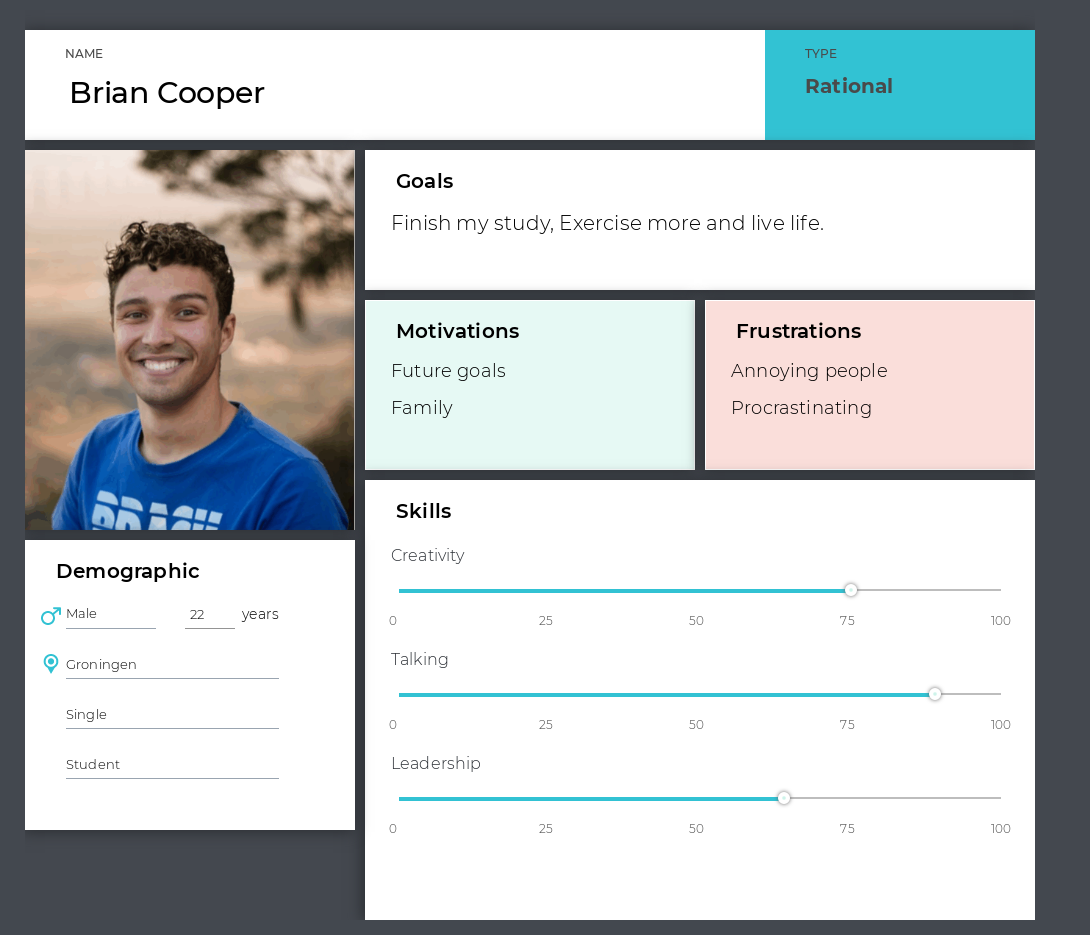 NAME
Brian Cooper
TYPE
Rational
Goals
Finish my study, Exercise more and live life.
Motivations
Future goals
Family
Frustrations
Annoying people
Procrastinating
Demographic
Male 22 years
Groningen
Single
Student
Skills
Creativity
0 25 50 75 100
Talking
0 25 50 75 100
Leadership
0 25 50 75 100